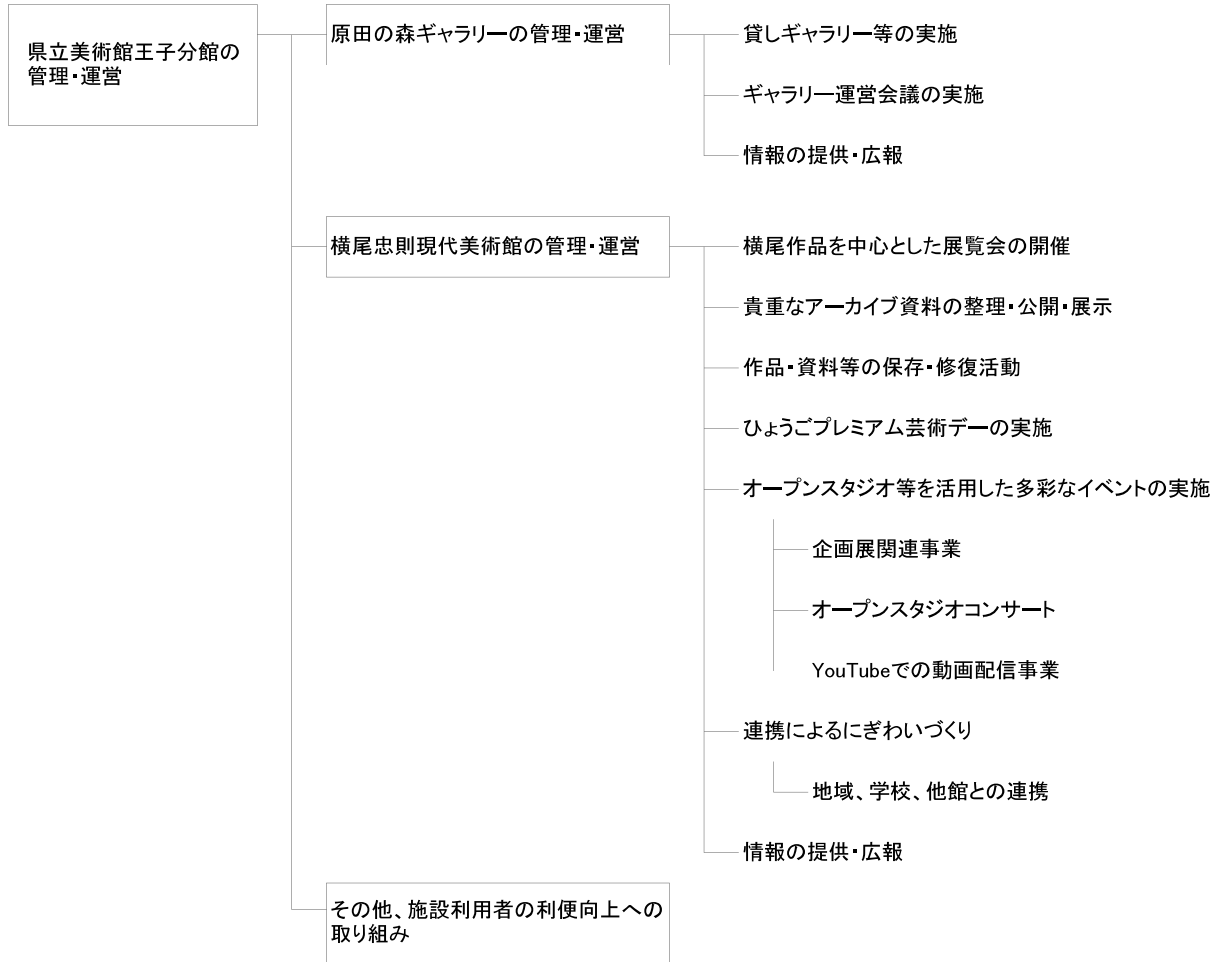 県立美術館王子分館の
管理・運営
原田の森ギャラリーの管理・運営
貸しギャラリー等の実施
ギャラリー運営会議の実施
情報の提供・広報
横尾忠則現代美術館の管理・運営
横尾作品を中心とした展覧会の開催
貴重なアーカイブ資料の整理・公開・展示
作品・資料等の保存・修復活動
ひょうごプレミアム芸術デーの実施
オープンスタジオ等を活用した多彩なイベントの実施
企画展関連事業
オープンスタジオコンサート
YouTubeでの動画配信事業
連携によるにぎわいづくり
地域、学校、他館との連携
情報の提供・広報
その他、施設利用者の利便向上への
取り組み